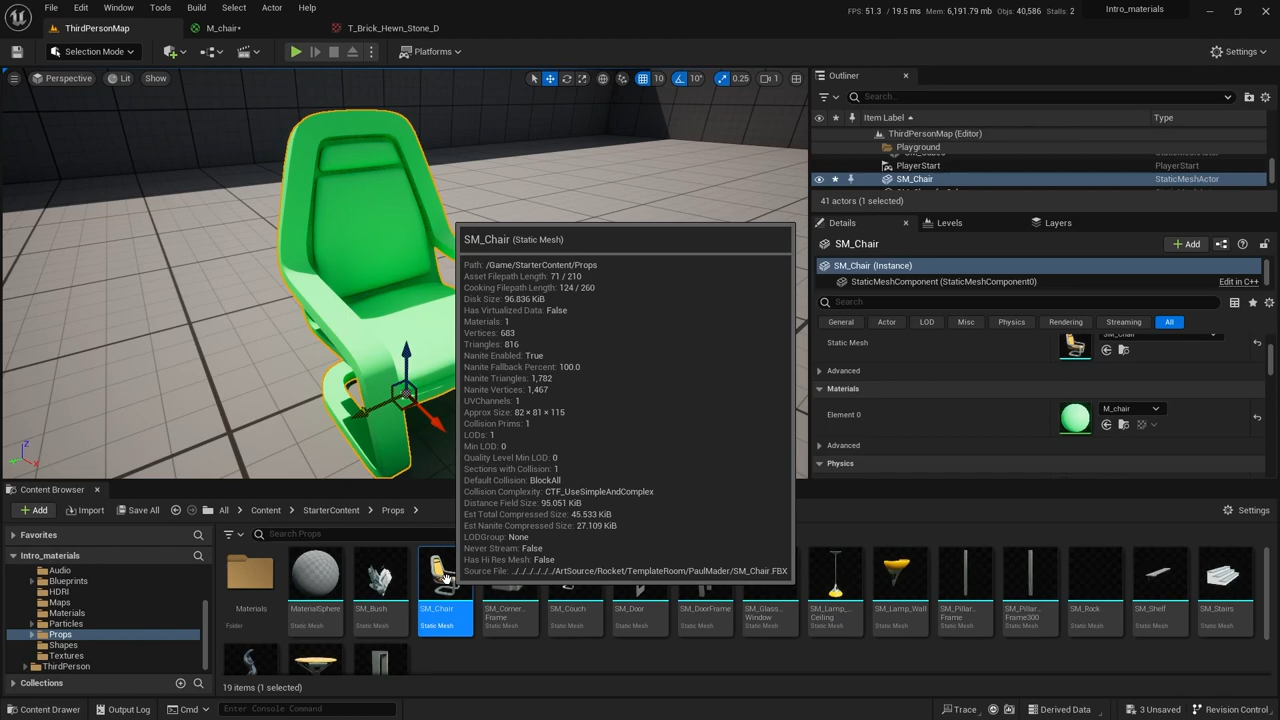 File Edit Window Tools Build Select Actor Help
FPS: 51.3 / 19.5 ms Mem: 6,191.79 mb Objs: 40,586 Stalls: 2
Intro_materials
ThirdPersonMap M_chair• T_Brick_Hewn_Stone_D
Selection Mode Platforms Settings
Perspective Lit Show 10 10° 0.25 1
Outliner
Search...
Item Label Type
ThirdPersonMap (Editor)
Playground
PlayerStart PlayerStart
SM_Chair StaticMeshActor
41 actors (1 selected)
Details Levels Layers
SM_Chair
Add
SM_Chair (Instance)
StaticMeshComponent (StaticMeshComponent0) Edit in C++
Search
General Actor LOD Misc Physics Rendering Streaming All
Static Mesh SM_Chair
Advanced
Materials
Element 0 M_chair
Advanced
Physics
SM_Chair (Static Mesh)
Path: /Game/StarterContent/Props
Asset Filepath Length: 71 / 210
Cooking Filepath Length: 124 / 260
Disk Size: 96.836 KiB
Has Virtualized Data: False
Materials: 1
Vertices: 683
Triangles: 816
Nanite Enabled: True
Nanite Fallback Percent: 100.0
Nanite Triangles: 1,782
Nanite Vertices: 1,467
UVChannels: 1
Approx Size: 82 × 81 × 115
Collision Prims: 1
LODs: 1
Min LOD: 0
Quality Level Min LOD: 0
Sections with Collision: 1
Default Collision: BlockAll
Collision Complexity: CTF_UseSimpleAndComplex
Distance Field Size: 95.051 KiB
Est Total Compressed Size: 45.533 KiB
Est Nanite Compressed Size: 27.109 KiB
LODGroup: None
Never Stream: False
Has Hi Res Mesh: False
Source File: ../../../../../../ArtSource/Rocket/TemplateRoom/PaulMader/SM_Chair.FBX
Z
X
Content Browser
Add Import Save All All Content StarterContent Props Settings
Favorites
Search Props
Intro_materials
Audio
Blueprints
HDRI
Maps
Materials
Particles
Props
Shapes
Textures
ThirdPerson
Collections
Materials
Folder
MaterialSphere
Static Mesh
SM_Bush
Static Mesh
SM_Chair
Static Mesh
SM_Corner_
Frame
Static Mesh
SM_Couch
Static Mesh
SM_Door
Static Mesh
SM_DoorFrame
Static Mesh
SM_Glass_
Window
Static Mesh
SM_Lamp_
Ceiling
Static Mesh
SM_Lamp_Wall
Static Mesh
SM_Pillar_
Frame
Static Mesh
SM_Pillar_
Frame300
Static Mesh
SM_Rock
Static Mesh
SM_Shelf
Static Mesh
SM_Stairs
Static Mesh
19 items (1 selected)
Content Drawer Output Log Cmd Enter Console Command Trace Derived Data 3 Unsaved Revision Control